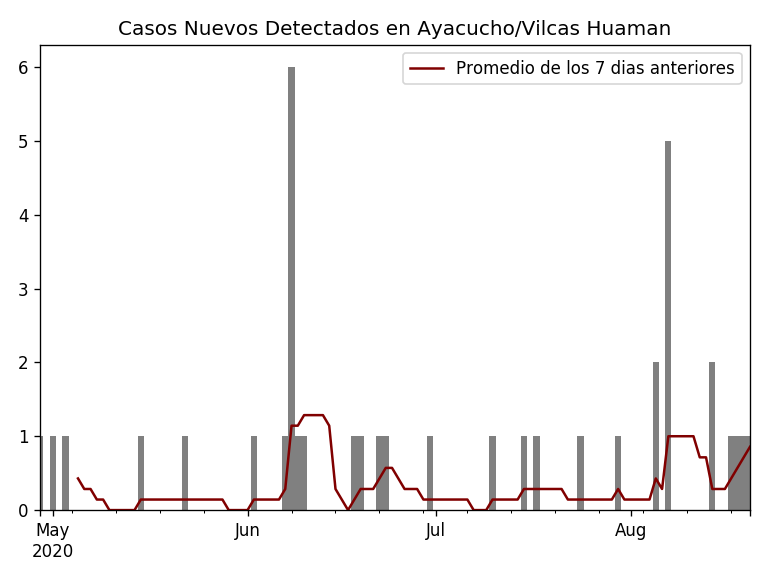 Casos Nuevos Detectados en Ayacucho/Vilcas Huaman
Promedio de los 7 dias anteriores
6
5
4
3
2
1
0
May Jun Jul Aug
2020